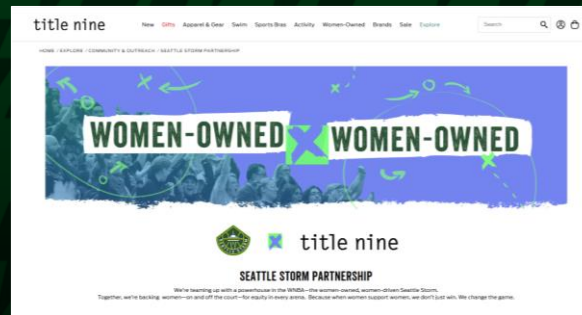 title nine
New Gifts Apparel & Gear Swim Sports Bras Activity Women-Owned Brands Sale Explore Search
HOME / EXPLORE / COMMUNITY & OUTREACH / SEATTLE STORM PARTNERSHIP
WOMEN-OWNED X WOMEN-OWNED
title nine
SEATTLE STORM PARTNERSHIP
We're teaming up with a powerhouse in the WNBA—the women-owned, women-driven Seattle Storm.
Together, we're backing women—on and off the court—for equity in every arena. Because when women support women, we don't just win. We change the game.